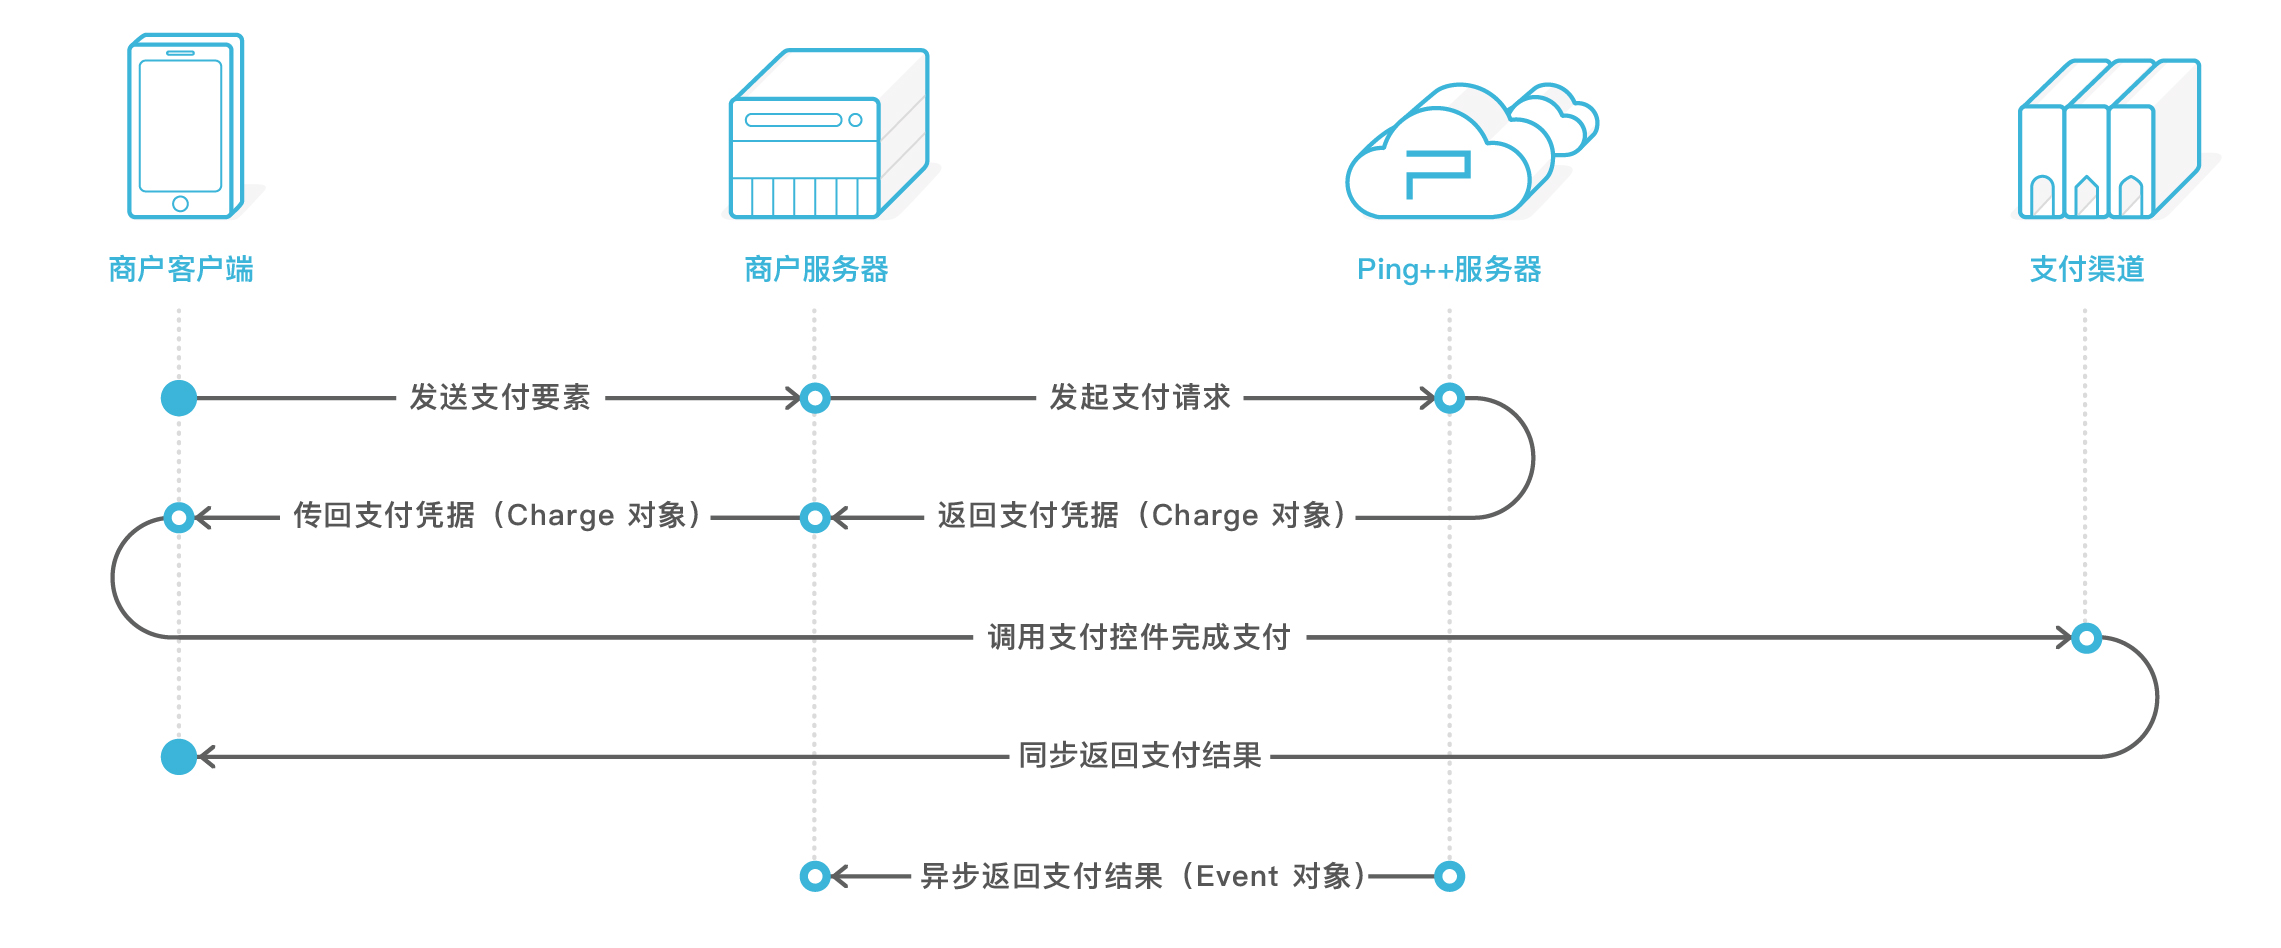 商户客户端
商户服务器
Ping++服务器
支付渠道
发送支付要素
发起支付请求
传回支付凭据（Charge 对象）
返回支付凭据（Charge 对象）
调用支付控件完成支付
同步返回支付结果
异步返回支付结果（Event 对象）